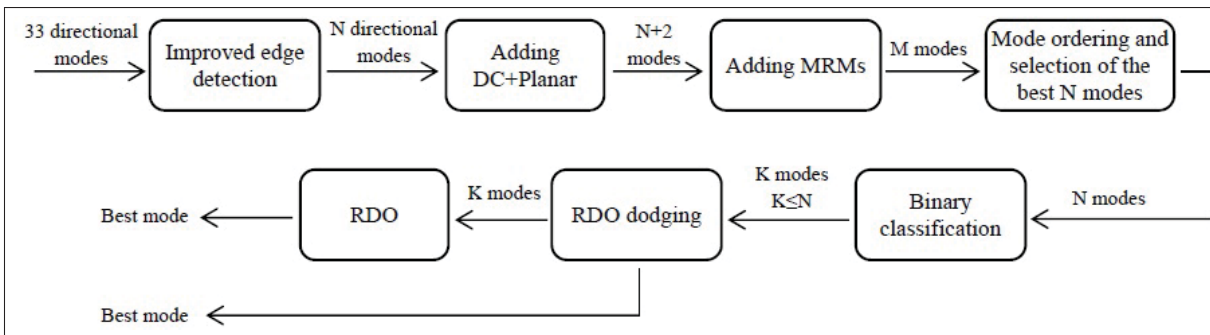 33 directional
modes
Improved edge
detection
N directional
modes
Adding
DC+Planar
N+2
modes
Adding MRMs
M modes
Mode ordering and
selection of the
best N modes
N modes
Binary
classification
K modes
K≤N
RDO dodging
K modes
RDO
Best mode
Best mode